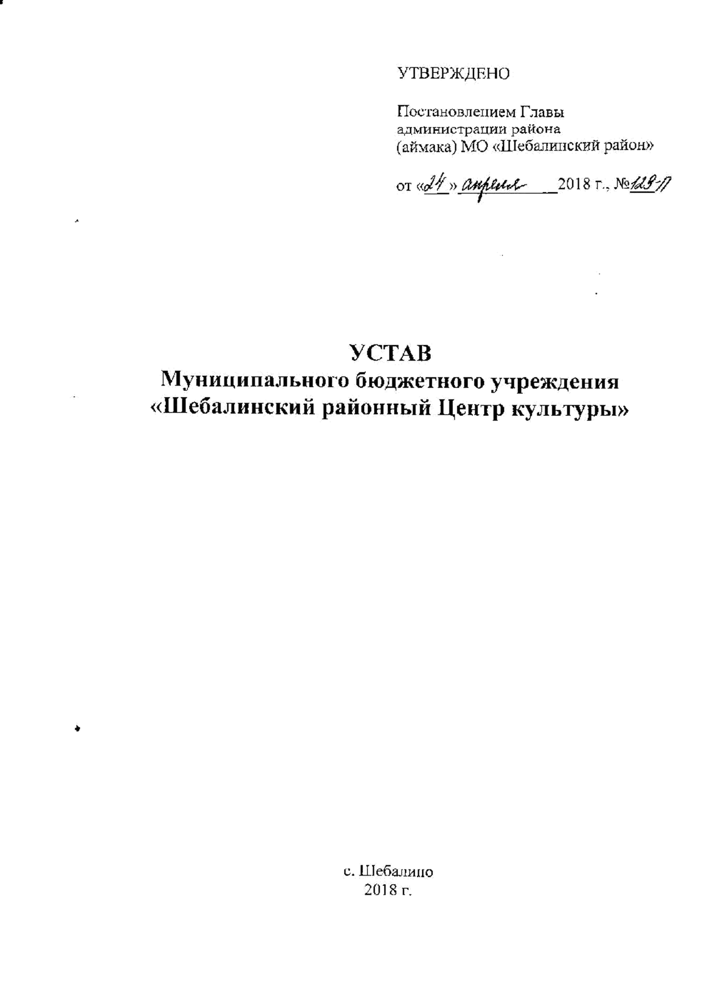 УТВЕРЖДЕНО
Постановлением Главы
администрации района
(аймака) МО «Шебалинский район»
от «24» апреля 2018 г., №129-П
УСТАВ
Муниципального бюджетного учреждения
«Шебалинский районный Центр культуры»
с. Шебалино
2018 г.